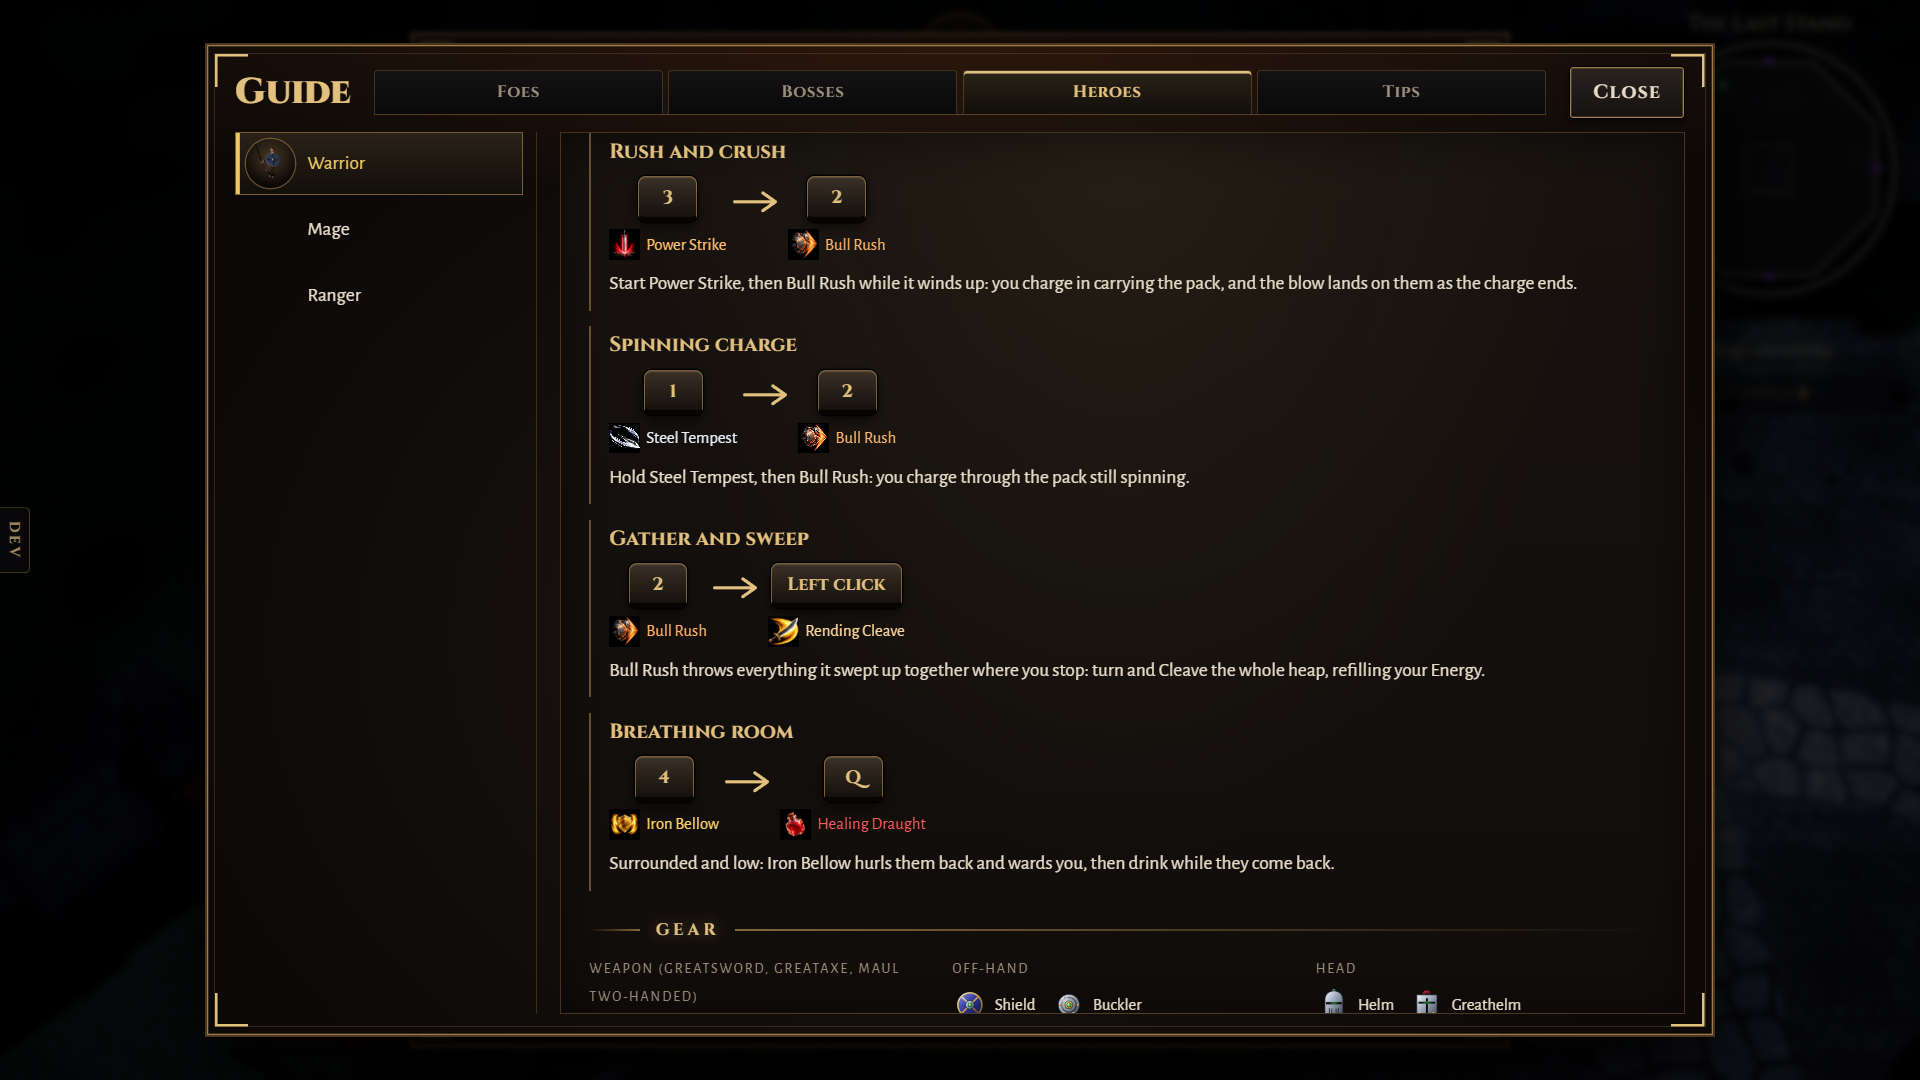 THE LAST STAND
GUIDE
FOES
BOSSES
HEROES
TIPS
CLOSE
Warrior
Mage
Ranger
DEV
RUSH AND CRUSH
3
2
Power Strike
Bull Rush
Start Power Strike, then Bull Rush while it winds up: you charge in carrying the pack, and the blow lands on them as the charge ends.
SPINNING CHARGE
1
2
Steel Tempest
Bull Rush
Hold Steel Tempest, then Bull Rush: you charge through the pack still spinning.
GATHER AND SWEEP
2
LEFT CLICK
Bull Rush
Rending Cleave
Bull Rush throws everything it swept up together where you stop: turn and Cleave the whole heap, refilling your Energy.
BREATHING ROOM
4
Q
Iron Bellow
Healing Draught
Surrounded and low: Iron Bellow hurls them back and wards you, then drink while they come back.
GEAR
WEAPON (GREATSWORD, GREATAXE, MAUL
TWO-HANDED)
OFF-HAND
Shield
Buckler
HEAD
Helm
Greathelm